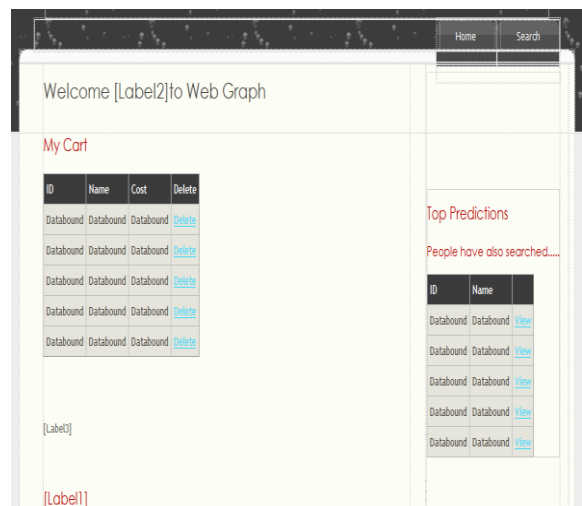 Home Search
Welcome [Label2]to Web Graph
My Cart
ID Name Cost Delete
Databound Databound Databound Delete
Databound Databound Databound Delete
Databound Databound Databound Delete
Databound Databound Databound Delete
Databound Databound Databound Delete
[Label3]
[Label1]
Top Predictions
People have also searched.....
ID Name
Databound Databound View
Databound Databound View
Databound Databound View
Databound Databound View
Databound Databound View